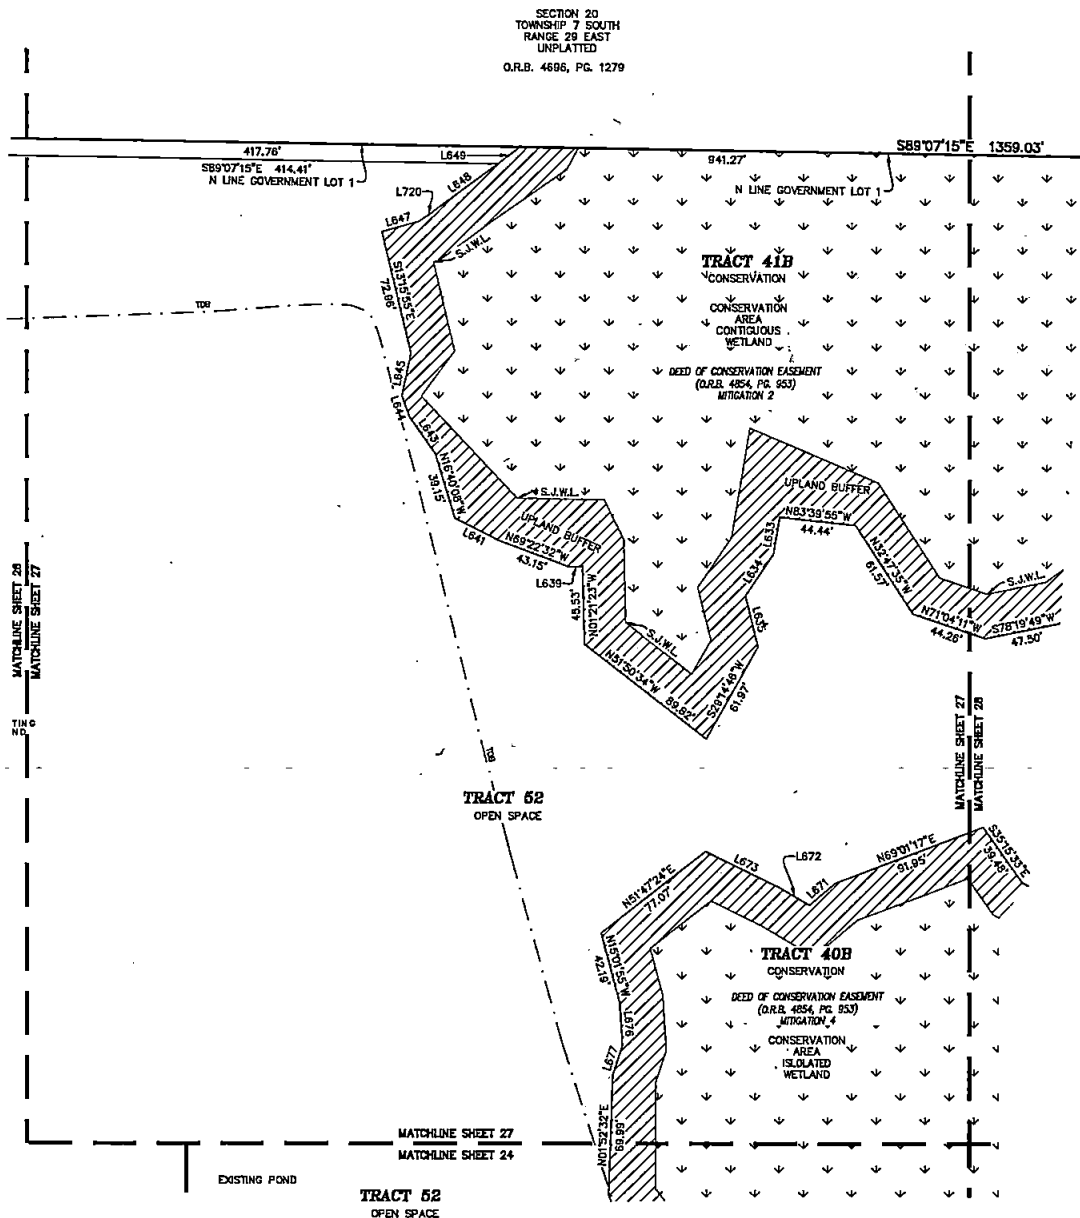 SECTION 20
TOWNSHIP 7 SOUTH
RANGE 29 EAST
UNPLATTED
O.R.B. 4696, PG. 1279
417.76'
L649
941.27'
S89°07'15"E 1359.03'
S89°07'15"E 414.41'
N LINE GOVERNMENT LOT 1
N LINE GOVERNMENT LOT 1
L648
L720
L647
S.J.W.L.
S13°15'55"E
72.86'
TOB
TRACT 41B
CONSERVATION
CONSERVATION
AREA
CONTIGUOUS
WETLAND
DEED OF CONSERVATION EASEMENT
(O.R.B. 4854, PG. 953)
MITIGATION 2
L645
L644
L643
N16°40'08"W
39.15'
S.J.W.L.
UPLAND BUFFER
L641
N69°22'32"W
43.15'
L639
N01°21'23"W
45.53'
UPLAND BUFFER
N83°39'55"W
44.44'
L633
L634
L635
N32°47'35"W
61.57'
S.J.W.L.
N71°04'11"W
44.26'
S78°19'49"W
47.50'
S.J.W.L.
N51°50'34"W 89.82'
S29°14'46"W
61.97'
MATCHLINE SHEET 26
MATCHLINE SHEET 27
TING
ND
MATCHLINE SHEET 27
MATCHLINE SHEET 28
TOB
TRACT 52
OPEN SPACE
L673
L672
L671
N69°01'17"E
91.95'
S35°15'33"E
39.48'
N51°47'24"E
77.07'
N15°01'55"W
42.19'
L676
L677
N01°52'32"E
69.99'
TRACT 40B
CONSERVATION
DEED OF CONSERVATION EASEMENT
(O.R.B. 4854, PG. 953)
MITIGATION 4
CONSERVATION
AREA
ISLOLATED
WETLAND
MATCHLINE SHEET 27
MATCHLINE SHEET 24
EXISTING POND
TRACT 52
OPEN SPACE